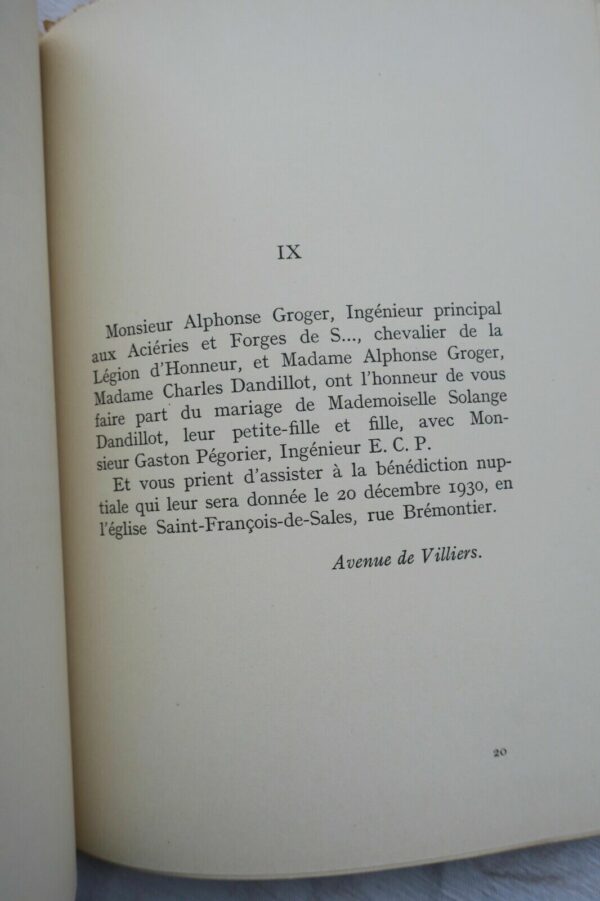 IX
Monsieur Alphonse Groger, Ingénieur principal
aux Aciéries et Forges de S..., chevalier de la
Légion d'Honneur, et Madame Alphonse Groger,
Madame Charles Dandillot, ont l'honneur de vous
faire part du mariage de Mademoiselle Solange
Dandillot, leur petite-fille et fille, avec Mon-
sieur Gaston Pégorier, Ingénieur E. C. P.
Et vous prient d'assister à la bénédiction nup-
tiale qui leur sera donnée le 20 décembre 1930, en
l'église Saint-François-de-Sales, rue Brémontier.
Avenue de Villiers.
20